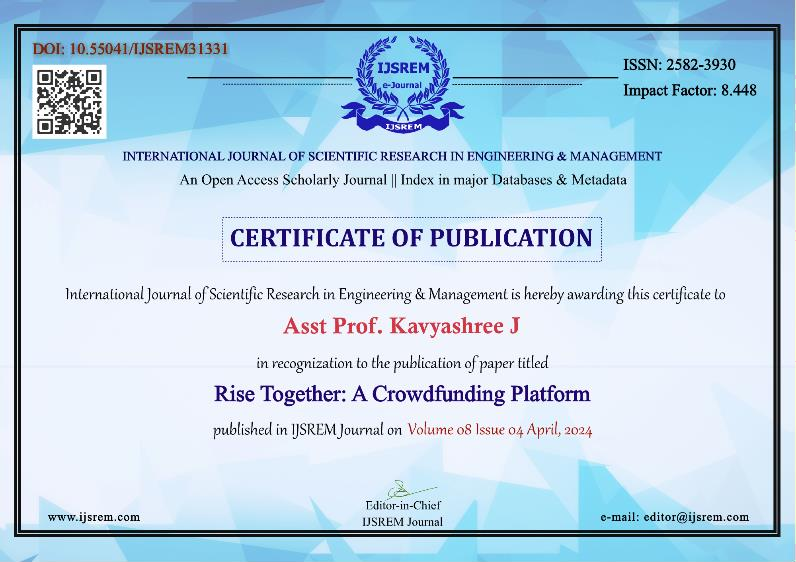 DOI: 10.55041/IJSREM31331
IJSREM
e-Journal
IJSREM
ISSN: 2582-3930
Impact Factor: 8.448
INTERNATIONAL JOURNAL OF SCIENTIFIC RESEARCH IN ENGINEERING & MANAGEMENT
An Open Access Scholarly Journal || Index in major Databases & Metadata
CERTIFICATE OF PUBLICATION
International Journal of Scientific Research in Engineering & Management is hereby awarding this certificate to
Asst Prof. Kavyashree J
in recognization to the publication of paper titled
Rise Together: A Crowdfunding Platform
published in IJSREM Journal on Volume 08 Issue 04 April, 2024
www.ijsrem.com
Editor-in-Chief
IJSREM Journal
e-mail: editor@ijsrem.com